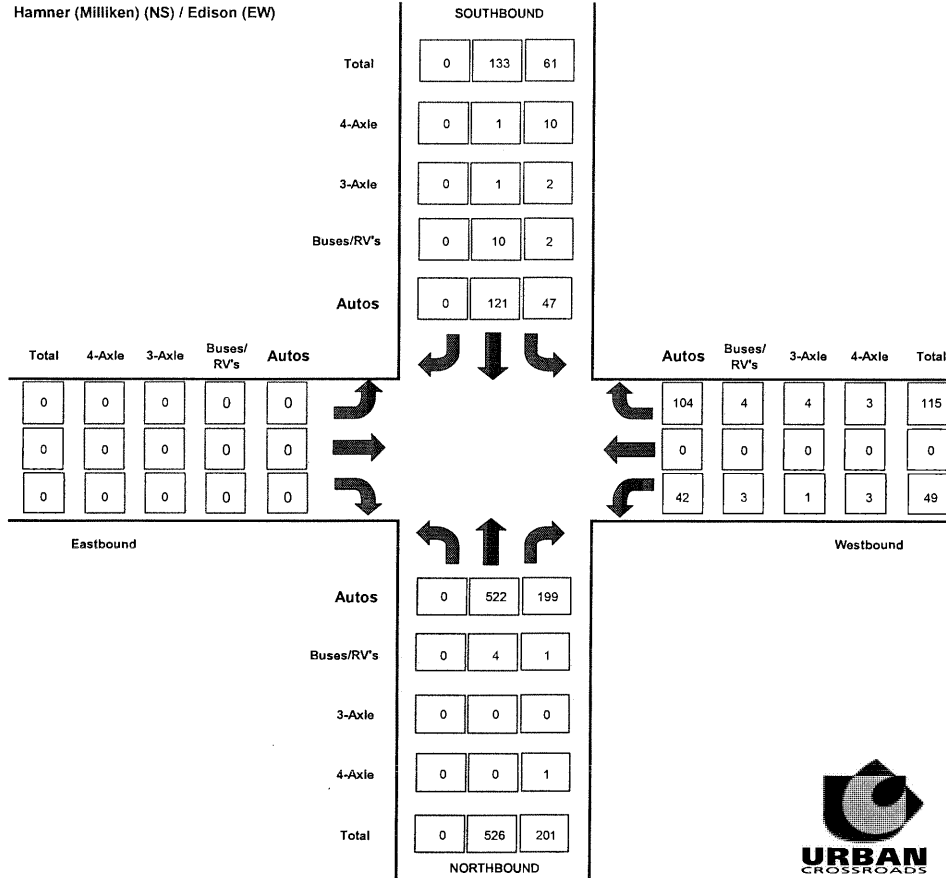 Hamner (Milliken) (NS) / Edison (EW)
SOUTHBOUND
Total 0 133 61
4-Axle 0 1 10
3-Axle 0 1 2
Buses/RV's 0 10 2
Autos 0 121 47
Total 4-Axle 3-Axle Buses/ RV's Autos
0 0 0 0 0
0 0 0 0 0
0 0 0 0 0
Eastbound
Autos Buses/ RV's 3-Axle 4-Axle Total
104 4 4 3 115
0 0 0 0 0
42 3 1 3 49
Westbound
Autos 0 522 199
Buses/RV's 0 4 1
3-Axle 0 0 0
4-Axle 0 0 1
Total 0 526 201
NORTHBOUND
URBAN
CROSSROADS